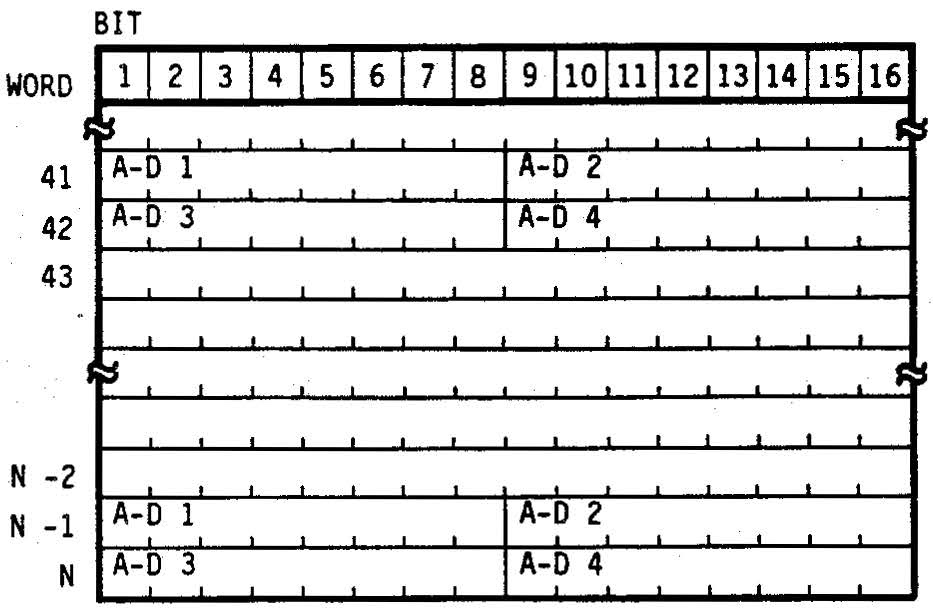 BIT
WORD 1 2 3 4 5 6 7 8 9 10 11 12 13 14 15 16
41 A-D 1 A-D 2
42 A-D 3 A-D 4
43
N -2
N -1 A-D 1 A-D 2
N A-D 3 A-D 4